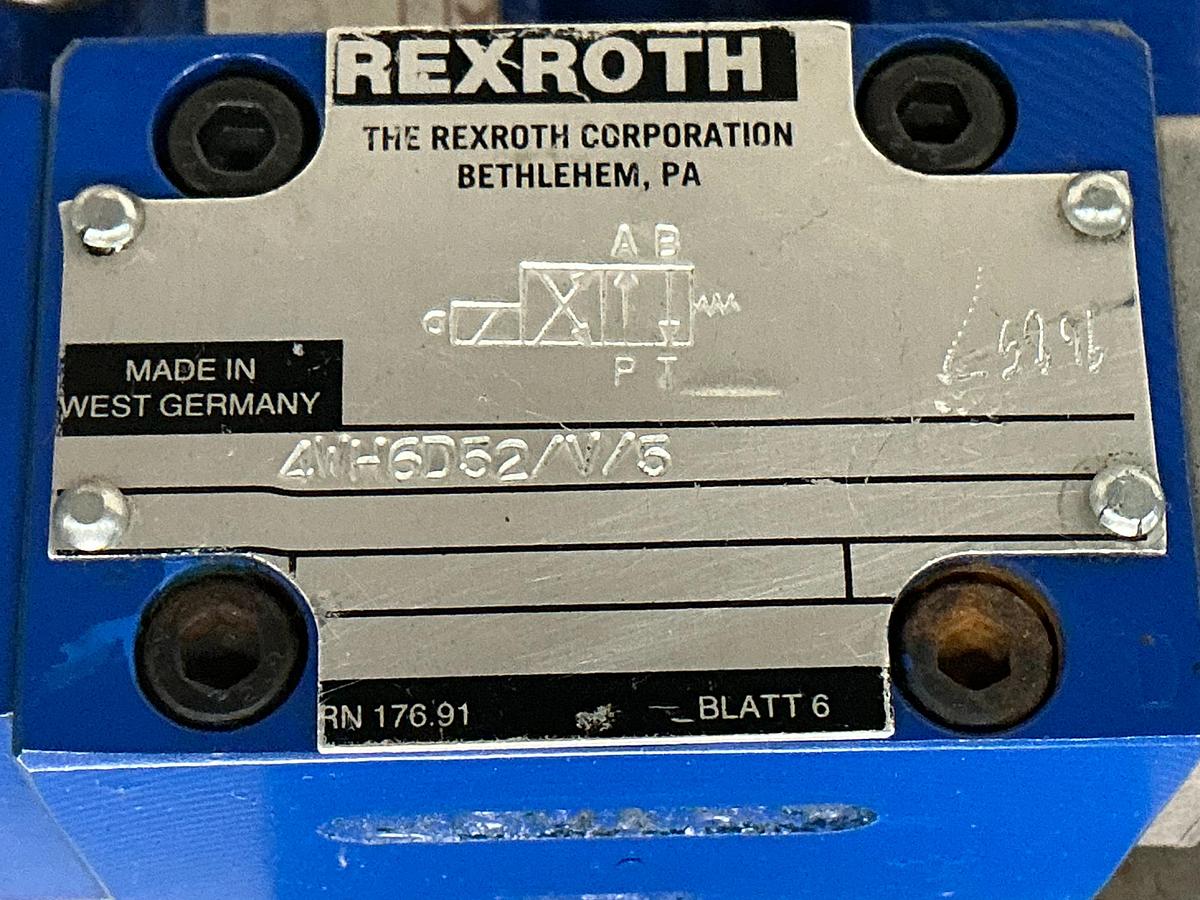 REXROTH
THE REXROTH CORPORATION
BETHLEHEM, PA
A B
a
P T
MADE IN
WEST GERMANY
4WH6D52/V/5
RN 176.91 BLATT 6